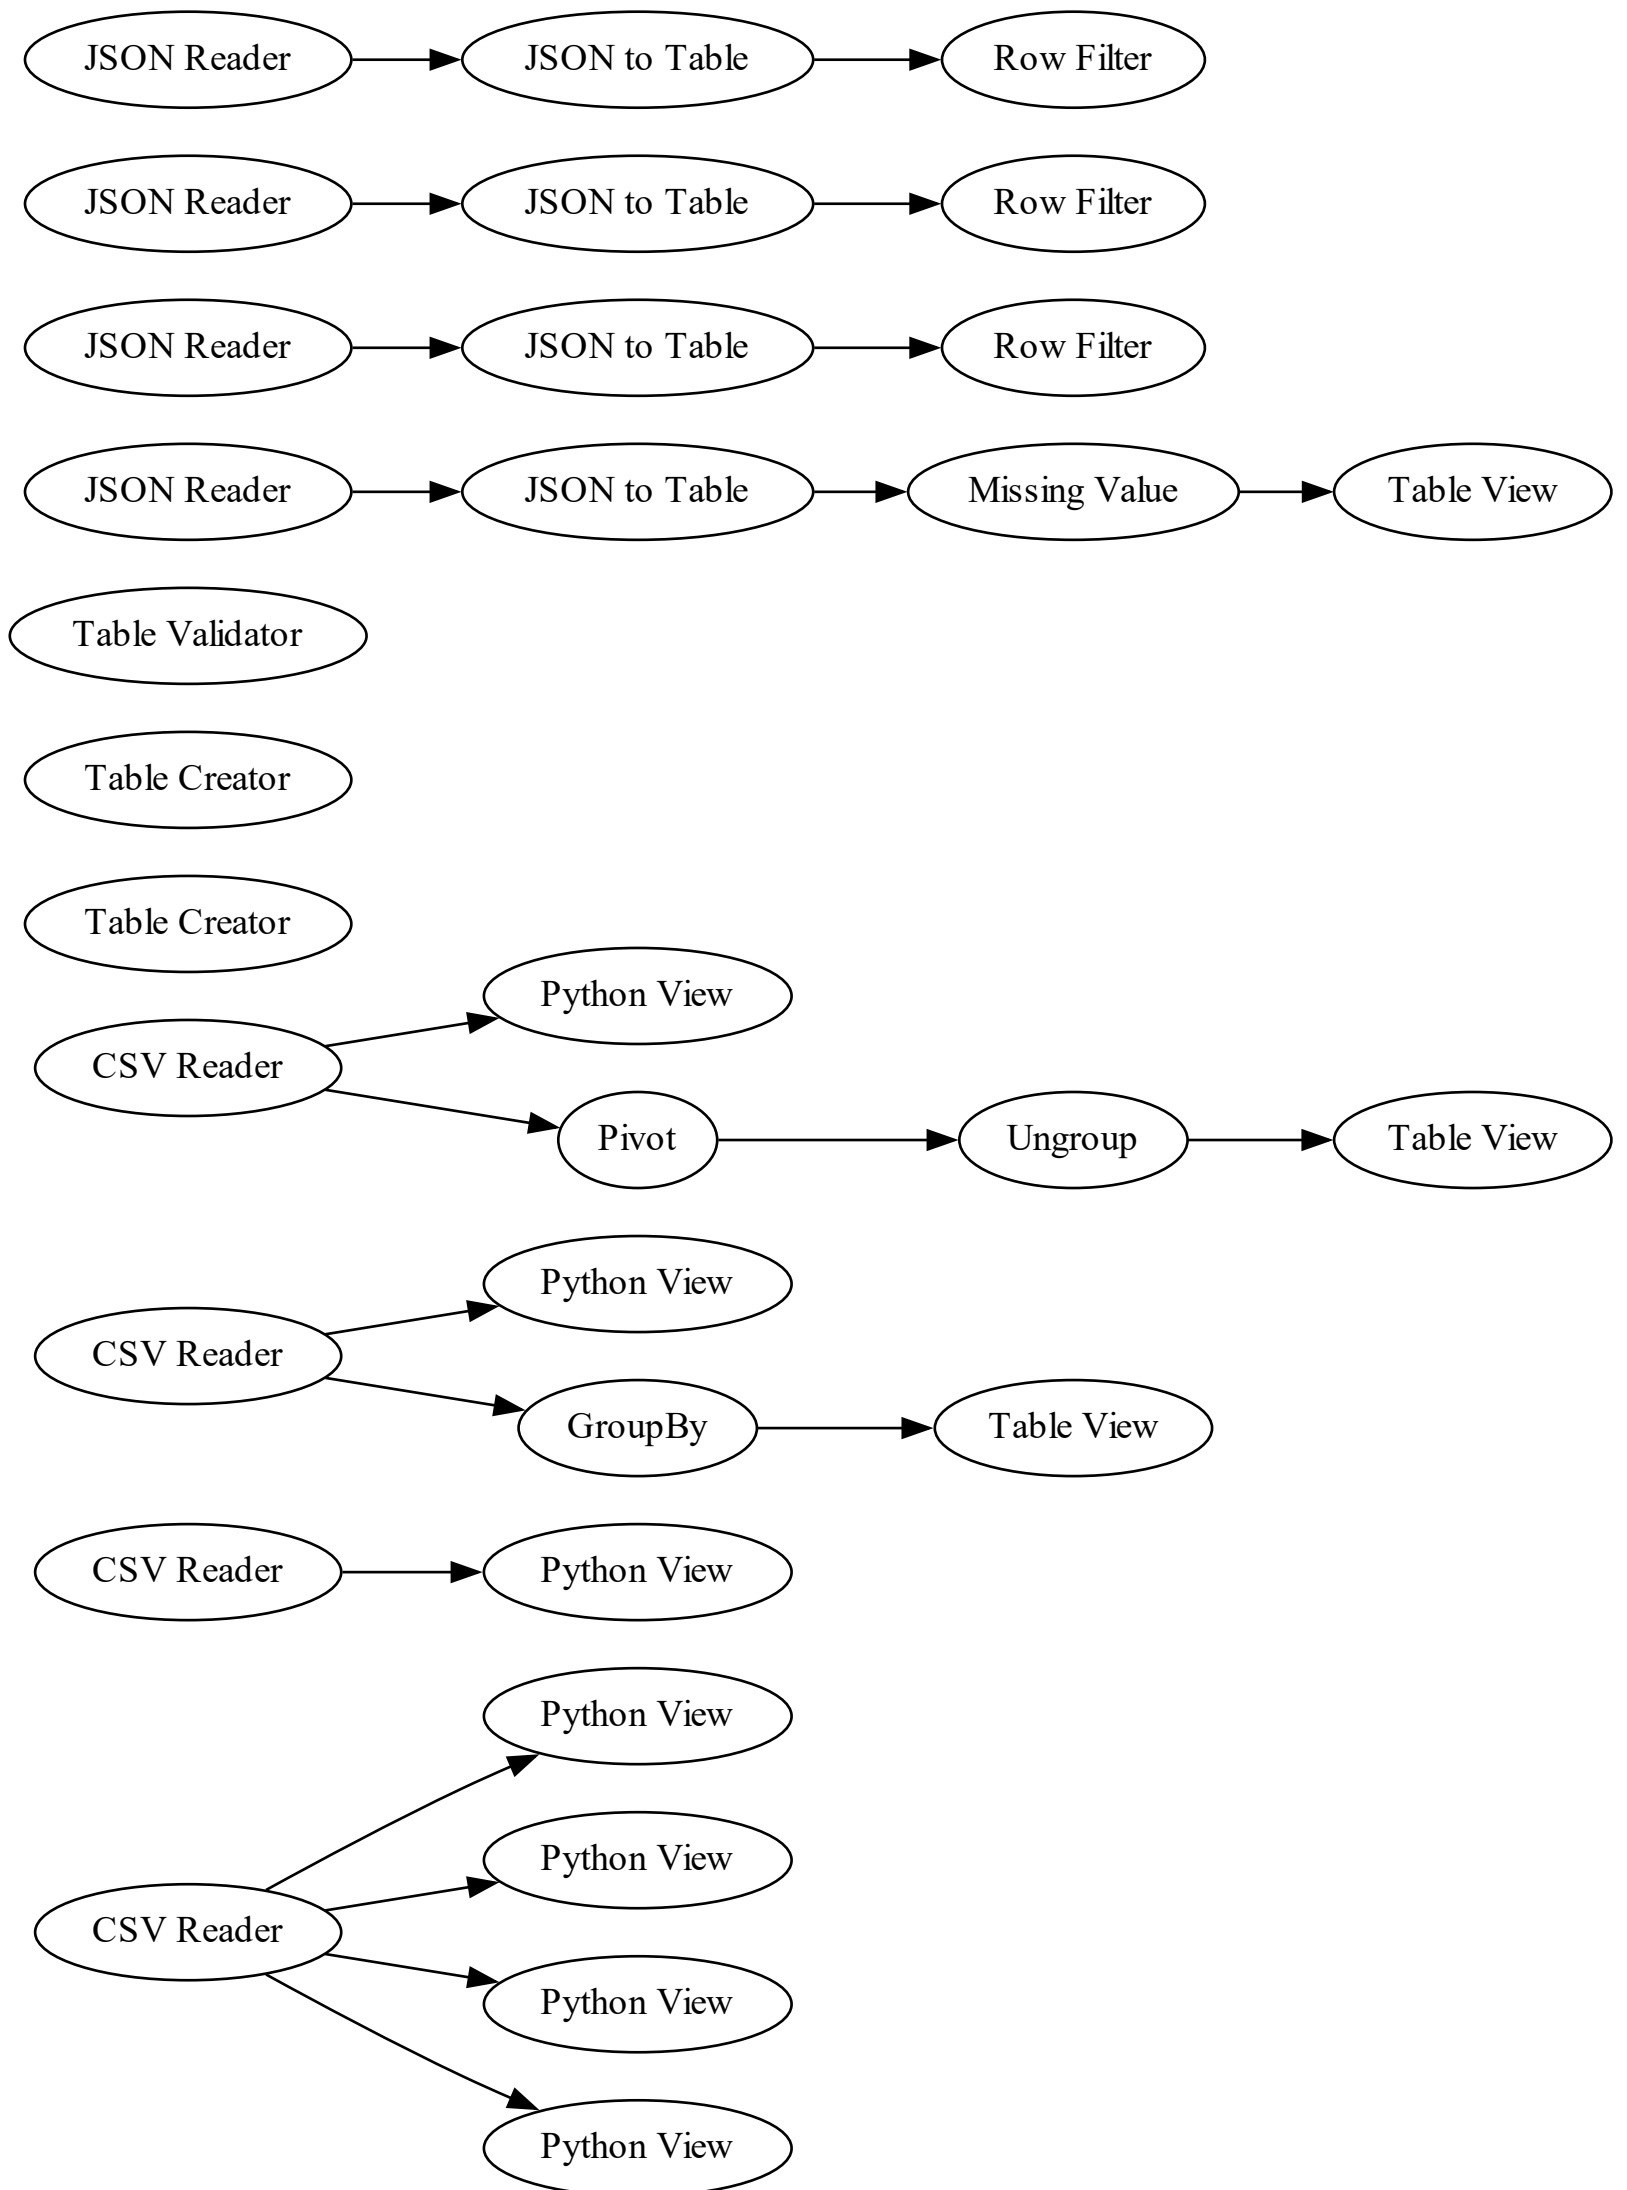 JSON Reader
JSON to Table
Row Filter
JSON Reader
JSON to Table
Row Filter
JSON Reader
JSON to Table
Row Filter
JSON Reader
JSON to Table
Missing Value
Table View
Table Validator
Table Creator
Table Creator
Python View
CSV Reader
Pivot
Ungroup
Table View
Python View
CSV Reader
GroupBy
Table View
CSV Reader
Python View
Python View
Python View
CSV Reader
Python View
Python View